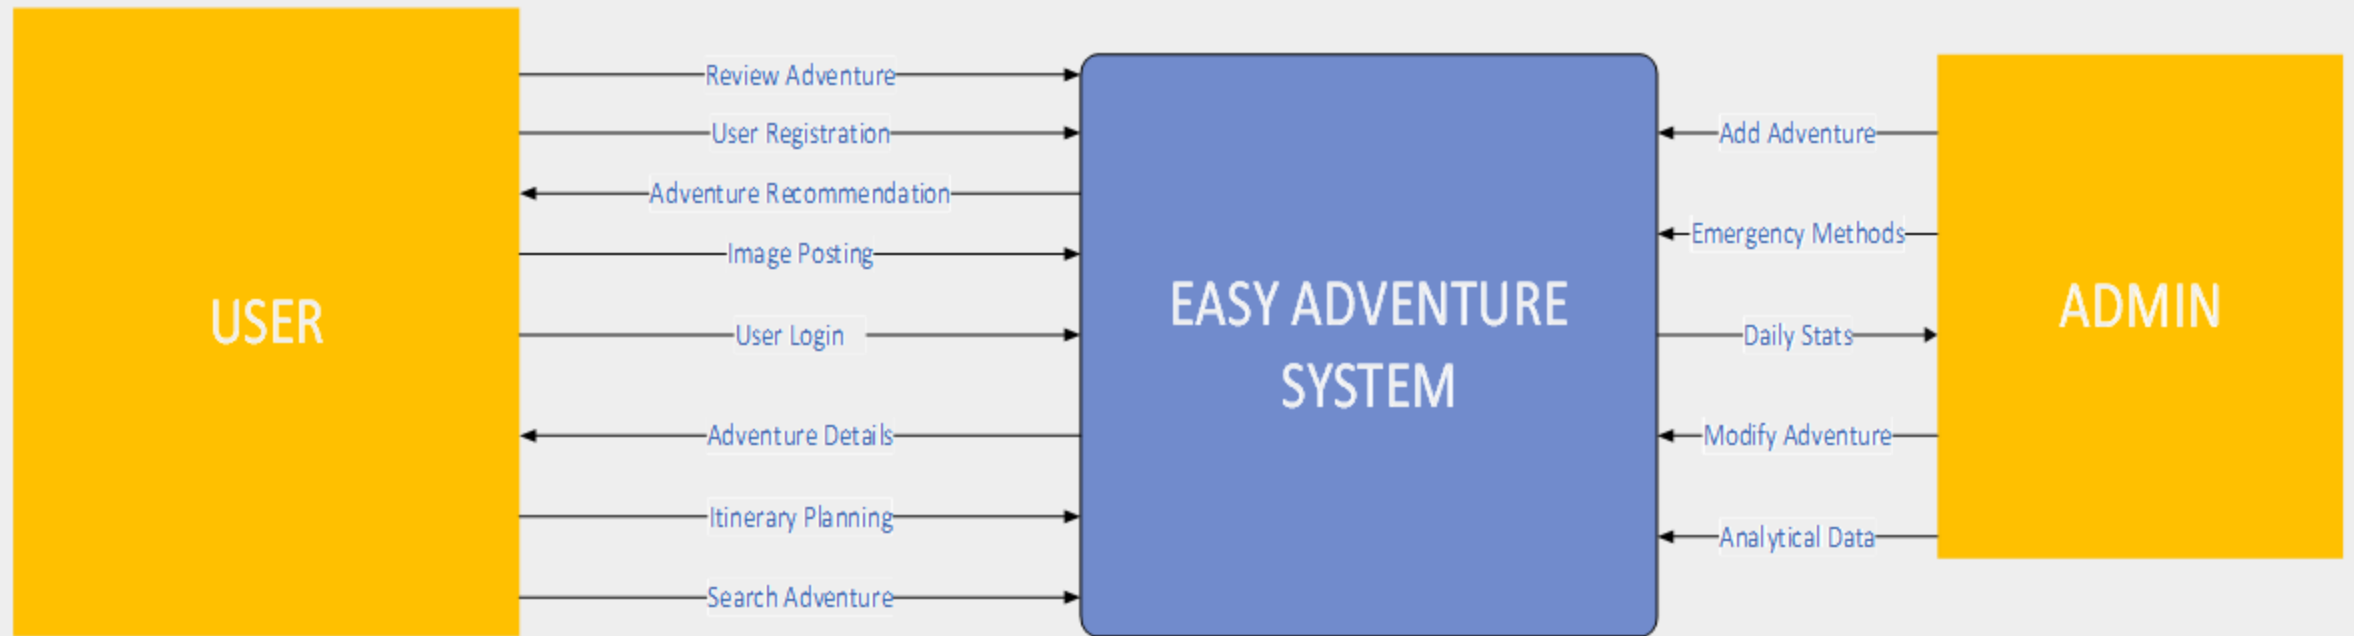 USER
Review Adventure
User Registration
Adventure Recommendation
Image Posting
User Login
Adventure Details
Itinerary Planning
Search Adventure
EASY ADVENTURE
SYSTEM
Add Adventure
Emergency Methods
Daily Stats
Modify Adventure
Analytical Data
ADMIN